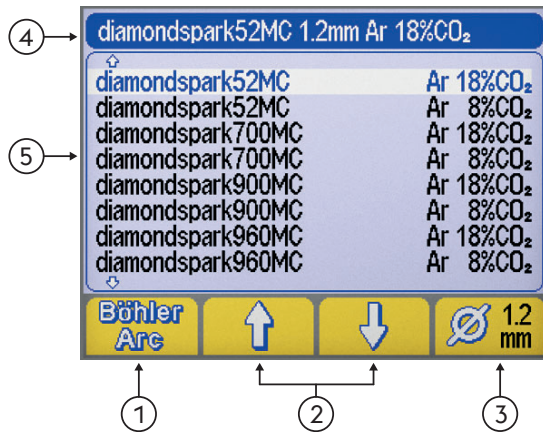 4
diamondspark52MC 1.2mm Ar 18%CO₂
5
diamondspark52MC Ar 18%CO₂
diamondspark52MC Ar 8%CO₂
diamondspark700MC Ar 18%CO₂
diamondspark700MC Ar 8%CO₂
diamondspark900MC Ar 18%CO₂
diamondspark900MC Ar 8%CO₂
diamondspark960MC Ar 18%CO₂
diamondspark960MC Ar 8%CO₂
Böhler
Arc
Ø 1.2
mm
1
2
3